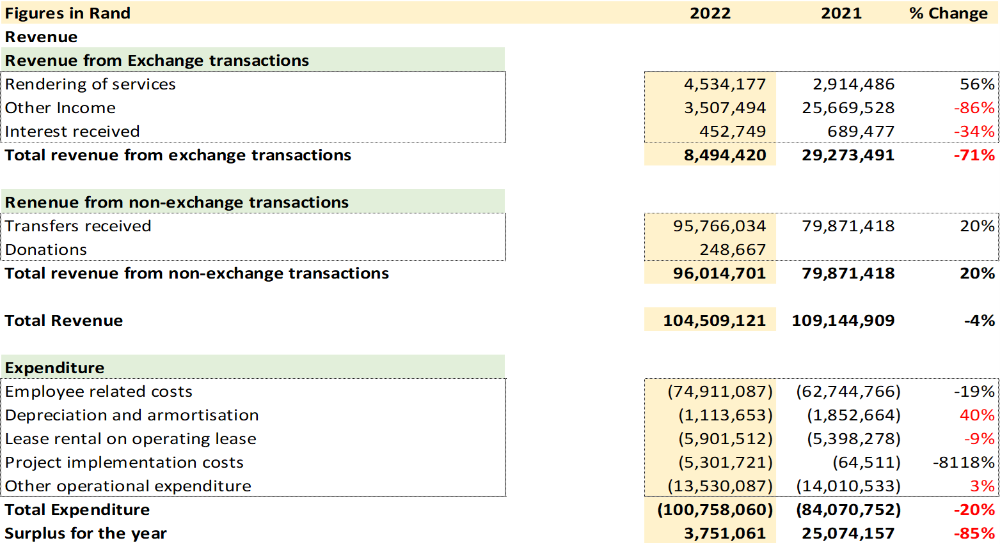 Figures in Rand 2022 2021 % Change
Revenue
Revenue from Exchange transactions
Rendering of services 4,534,177 2,914,486 56%
Other Income 3,507,494 25,669,528 -86%
Interest received 452,749 689,477 -34%
Total revenue from exchange transactions 8,494,420 29,273,491 -71%
Renenue from non-exchange transactions
Transfers received 95,766,034 79,871,418 20%
Donations 248,667
Total revenue from non-exchange transactions 96,014,701 79,871,418 20%
Total Revenue 104,509,121 109,144,909 -4%
Expenditure
Employee related costs (74,911,087) (62,744,766) -19%
Depreciation and armortisation (1,113,653) (1,852,664) 40%
Lease rental on operating lease (5,901,512) (5,398,278) -9%
Project implementation costs (5,301,721) (64,511) -8118%
Other operational expenditure (13,530,087) (14,010,533) 3%
Total Expenditure (100,758,060) (84,070,752) -20%
Surplus for the year 3,751,061 25,074,157 -85%